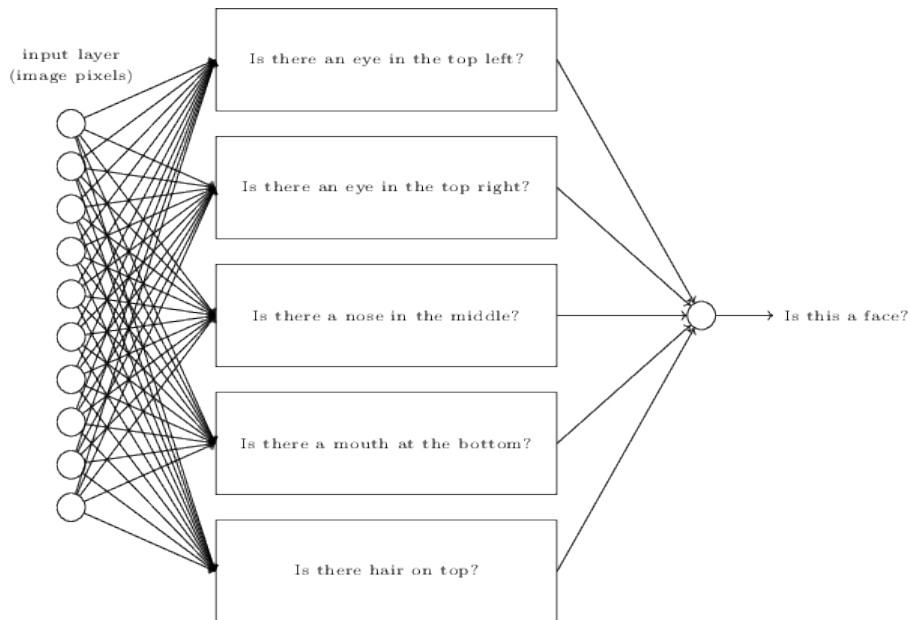 input layer
(image pixels)
Is there an eye in the top left?
Is there an eye in the top right?
Is there a nose in the middle?
Is there a mouth at the bottom?
Is there hair on top?
Is this a face?